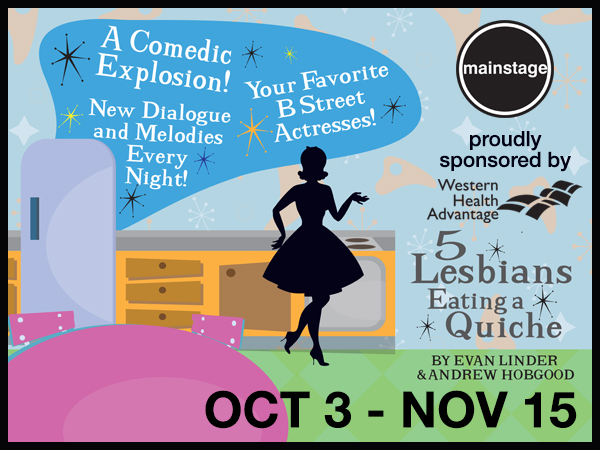 A Comedic
Explosion!
New Dialogue
and Melodies
Every
Night!
Your Favorite
B Street
Actresses!
mainstage
proudly
sponsored by
Western
Health
Advantage
5
Lesbians
Eating a
Quiche
BY EVAN LINDER
& ANDREW HOBGOOD
OCT 3 - NOV 15